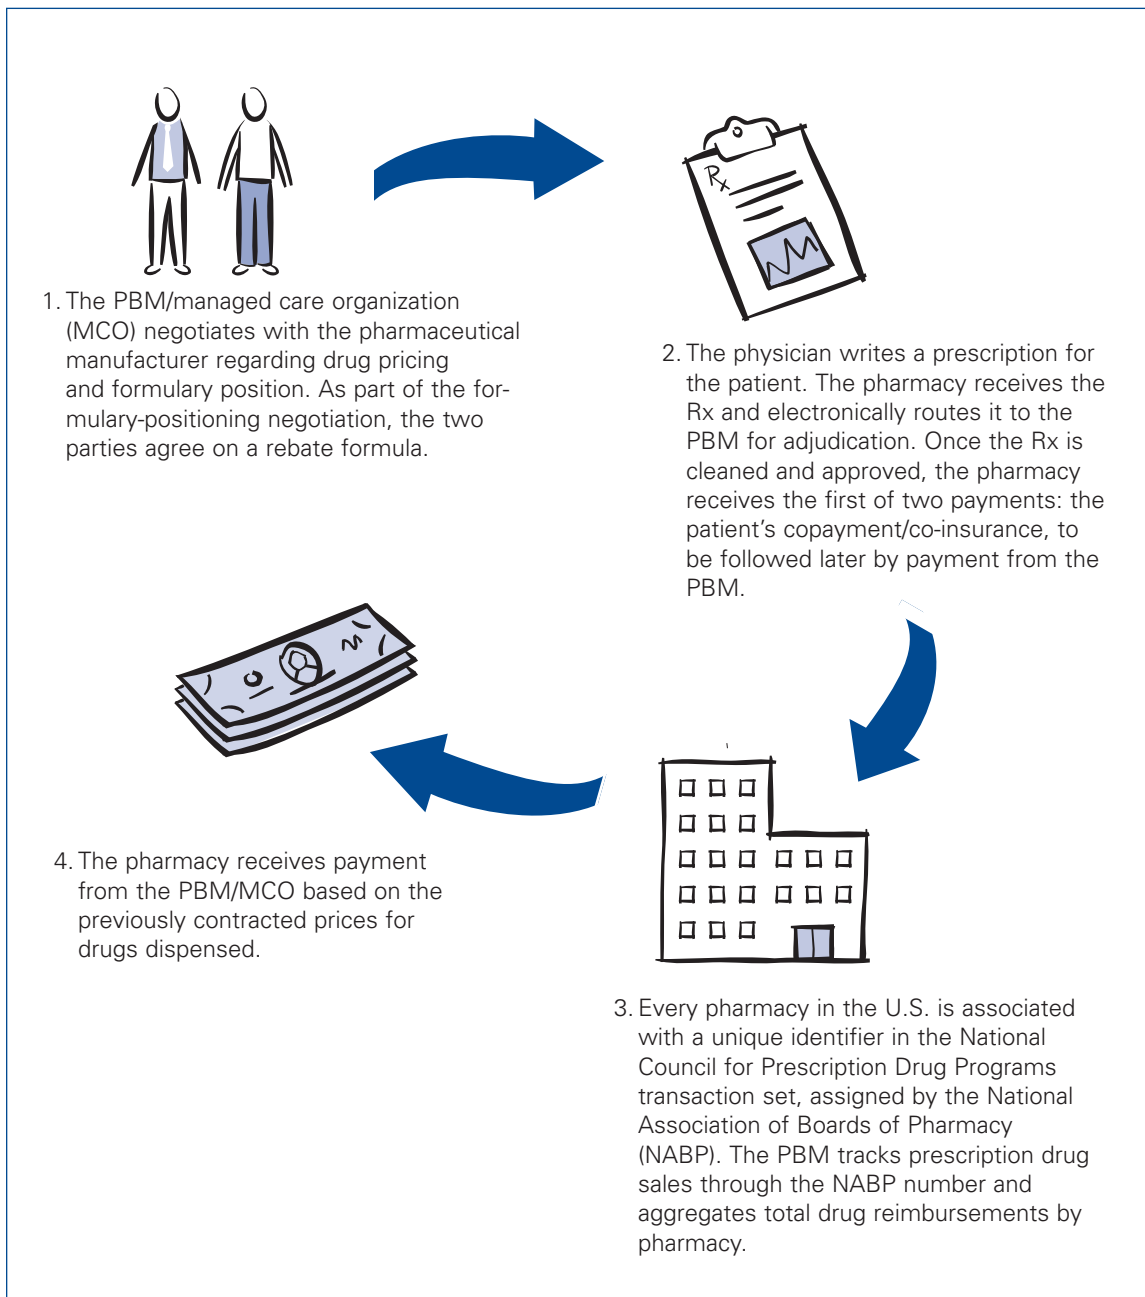 1. The PBM/managed care organization
(MCO) negotiates with the pharmaceutical
manufacturer regarding drug pricing
and formulary position. As part of the for-
mulary-positioning negotiation, the two
parties agree on a rebate formula.
Rx
2. The physician writes a prescription for
the patient. The pharmacy receives the
Rx and electronically routes it to the
PBM for adjudication. Once the Rx is
cleaned and approved, the pharmacy
receives the first of two payments: the
patient’s copayment/co-insurance, to
be followed later by payment from the
PBM.
3. Every pharmacy in the U.S. is associated
with a unique identifier in the National
Council for Prescription Drug Programs
transaction set, assigned by the National
Association of Boards of Pharmacy
(NABP). The PBM tracks prescription drug
sales through the NABP number and
aggregates total drug reimbursements by
pharmacy.
4. The pharmacy receives payment
from the PBM/MCO based on the
previously contracted prices for
drugs dispensed.